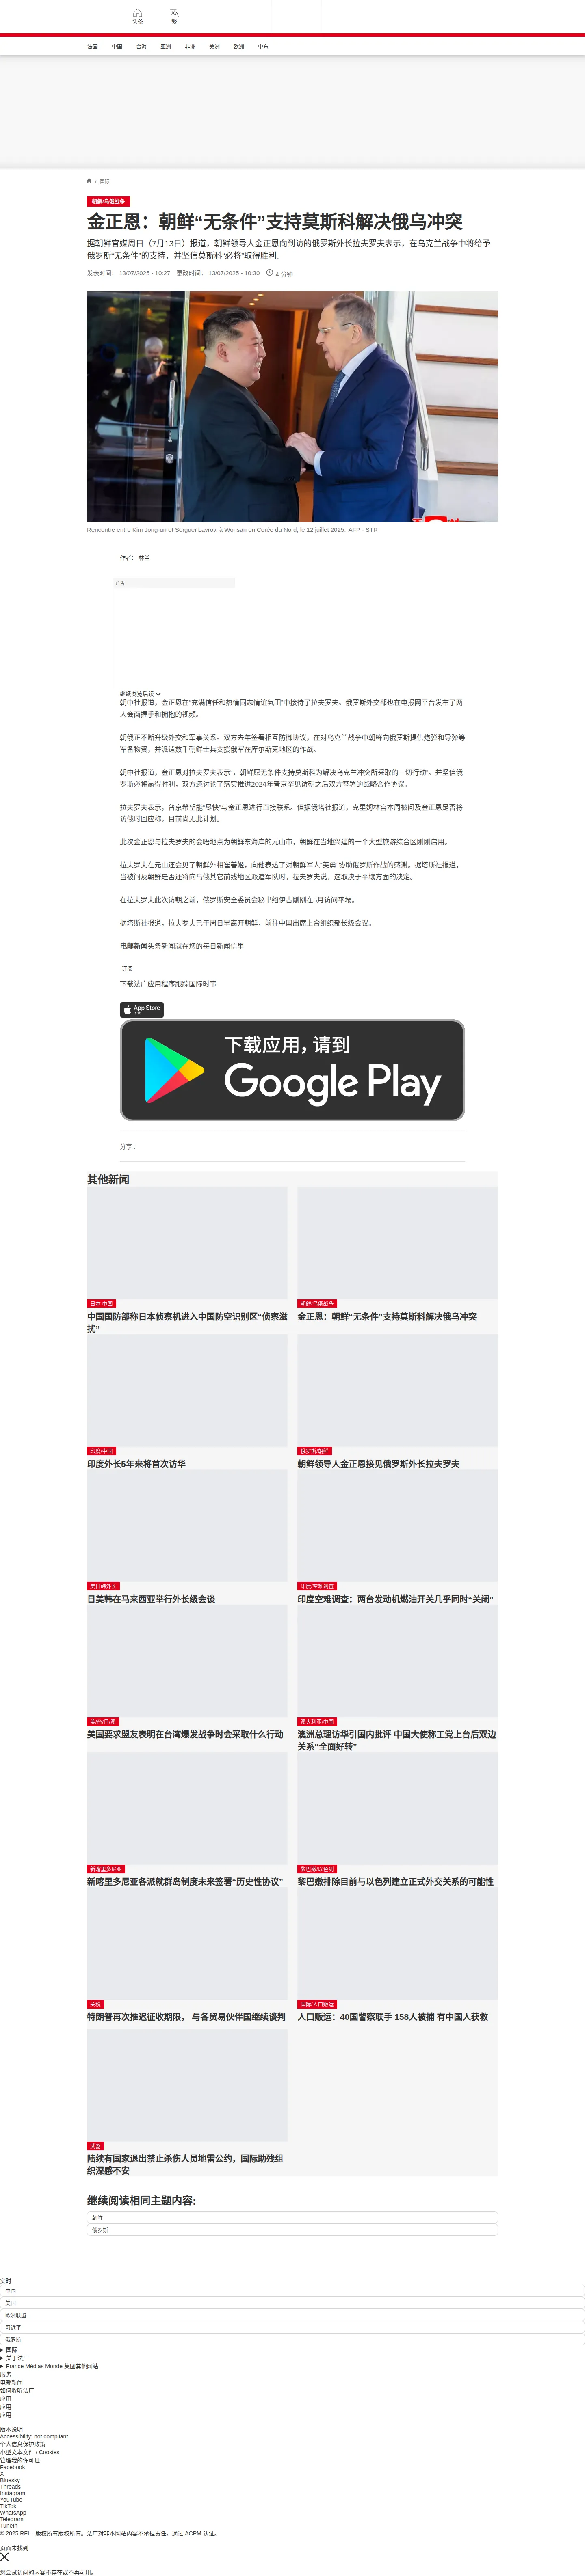 头条
繁
法国 中国 台海 亚洲 非洲 美洲 欧洲 中东
/ 国际
朝鲜/乌俄战争
金正恩：朝鲜“无条件”支持莫斯科解决俄乌冲突
据朝鲜官媒周日（7月13日）报道，朝鲜领导人金正恩向到访的俄罗斯外长拉夫罗夫表示，在乌克兰战争中将给予
俄罗斯“无条件”的支持，并坚信莫斯科“必将”取得胜利。
发表时间： 13/07/2025 - 10:27 更改时间： 13/07/2025 - 10:30 4 分钟
Rencontre entre Kim Jong-un et Sergueï Lavrov, à Wonsan en Corée du Nord, le 12 juillet 2025. AFP - STR
作者： 林兰
广告
继续浏览后续
朝中社报道，金正恩在“充满信任和热情同志情谊氛围”中接待了拉夫罗夫。俄罗斯外交部也在电报网平台发布了两
人会面握手和拥抱的视频。
朝俄正不断升级外交和军事关系。双方去年签署相互防御协议，在对乌克兰战争中朝鲜向俄罗斯提供炮弹和导弹等
军备物资，并派遣数千朝鲜士兵支援俄军在库尔斯克地区的作战。
朝中社报道，金正恩对拉夫罗夫表示“，朝鲜愿无条件支持莫斯科为解决乌克兰冲突所采取的一切行动”。并坚信俄
罗斯必将赢得胜利，双方还讨论了落实推进2024年普京罕见访朝之后双方签署的战略合作协议。
拉夫罗夫表示，普京希望能“尽快”与金正恩进行直接联系。但据俄塔社报道，克里姆林宫本周被问及金正恩是否将
访俄时回应称，目前尚无此计划。
此次金正恩与拉夫罗夫的会晤地点为朝鲜东海岸的元山市，朝鲜在当地兴建的一个大型旅游综合区刚刚启用。
拉夫罗夫在元山还会见了朝鲜外相崔善姬，向他表达了对朝鲜军人“英勇”协助俄罗斯作战的感谢。据塔斯社报道，
当被问及朝鲜是否还将向乌俄其它前线地区派遣军队时，拉夫罗夫说，这取决于平壤方面的决定。
在拉夫罗夫此次访朝之前，俄罗斯安全委员会秘书绍伊古刚刚在5月访问平壤。
据塔斯社报道，拉夫罗夫已于周日早离开朝鲜，前往中国出席上合组织部长级会议。
电邮新闻头条新闻就在您的每日新闻信里
订阅
下载法广应用程序跟踪国际时事
App Store
下载
下载应用，请到
Google Play
分享 :
其他新闻
日本 中国
中国国防部称日本侦察机进入中国防空识别区“侦察滋
扰”
朝鲜/乌俄战争
金正恩：朝鲜“无条件”支持莫斯科解决俄乌冲突
印度/中国
印度外长5年来将首次访华
俄罗斯/朝鲜
朝鲜领导人金正恩接见俄罗斯外长拉夫罗夫
美日韩外长
日美韩在马来西亚举行外长级会谈
印度/空难调查
印度空难调查：两台发动机燃油开关几乎同时“关闭”
美/台/日/澳
美国要求盟友表明在台湾爆发战争时会采取什么行动
澳大利亚/中国
澳洲总理访华引国内批评 中国大使称工党上台后双边
关系“全面好转”
新喀里多尼亚
新喀里多尼亚各派就群岛制度未来签署“历史性协议”
黎巴嫩/以色列
黎巴嫩排除目前与以色列建立正式外交关系的可能性
关税
特朗普再次推迟征收期限， 与各贸易伙伴国继续谈判
国际/人口贩运
人口贩运：40国警察联手 158人被捕 有中国人获救
武器
陆续有国家退出禁止杀伤人员地雷公约，国际助残组
织深感不安
继续阅读相同主题内容:
朝鲜
俄罗斯
实时
中国
美国
欧洲联盟
习近平
俄罗斯
国际
关于法广
France Médias Monde 集团其他网站
服务
电邮新闻
如何收听法广
应用
应用
应用
版本说明
Accessibility: not compliant
个人信息保护政策
小型文本文件 / Cookies
管理我的许可证
Facebook
X
Bluesky
Threads
Instagram
YouTube
TikTok
WhatsApp
Telegram
TuneIn
© 2025 RFI – 版权所有版权所有。法广对非本网站内容不承担责任。通过 ACPM 认证。
页面未找到
您尝试访问的内容不存在或不再可用。